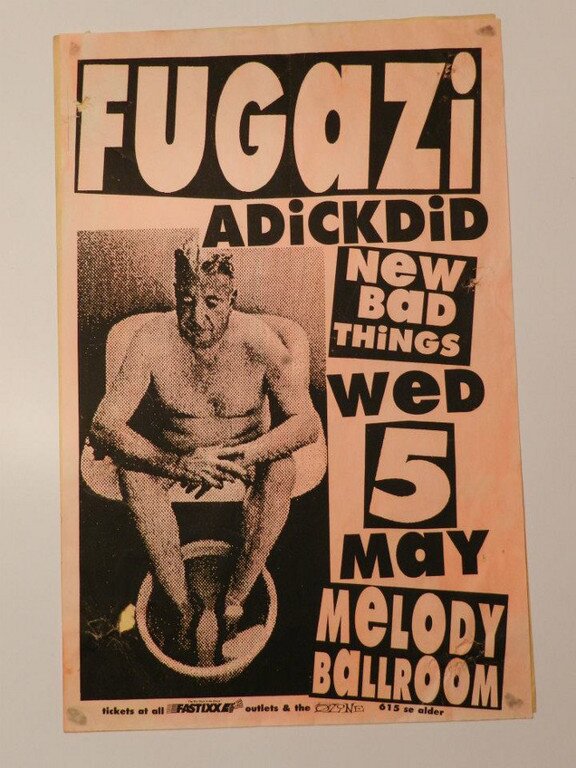 FUGaZi
ADiCKDiD
New
BaD
THiNGS
weD
5
MaY
MeLODY
BaLLROOM
tickets at all FASTIXX outlets & the OZYNE 615 se alder